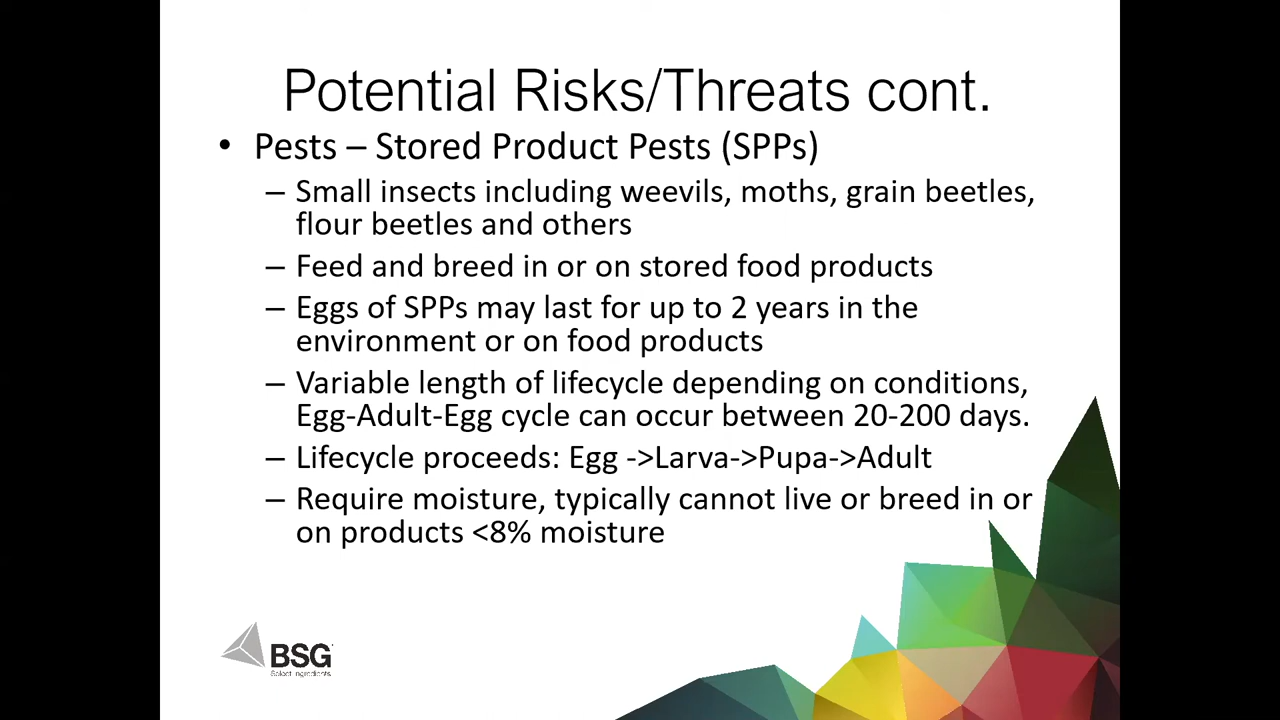 Potential Risks/Threats cont.
• Pests – Stored Product Pests (SPPs)
– Small insects including weevils, moths, grain beetles,
flour beetles and others
– Feed and breed in or on stored food products
– Eggs of SPPs may last for up to 2 years in the
environment or on food products
– Variable length of lifecycle depending on conditions,
Egg-Adult-Egg cycle can occur between 20-200 days.
– Lifecycle proceeds: Egg ->Larva->Pupa->Adult
– Require moisture, typically cannot live or breed in or
on products <8% moisture
BSG
Select Ingredients